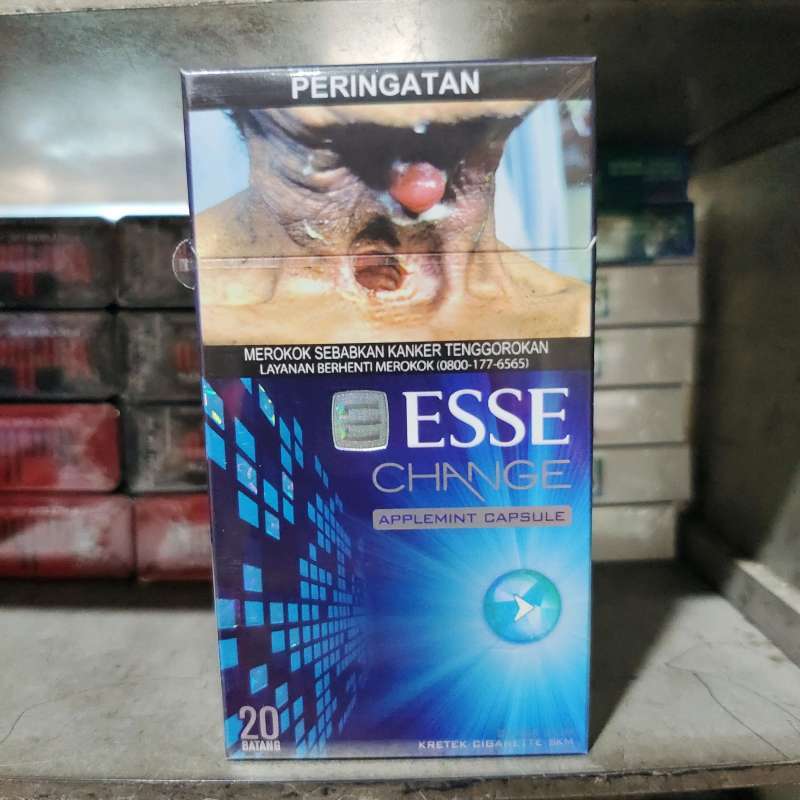 PERINGATAN
MEROKOK SEBABKAN KANKER TENGGOROKAN
LAYANAN BERHENTI MEROKOK (0800-177-6565)
ESSE
CHANGE
APPLEMINT CAPSULE
20
BATANG
KRETEK CIGARETTE SKM